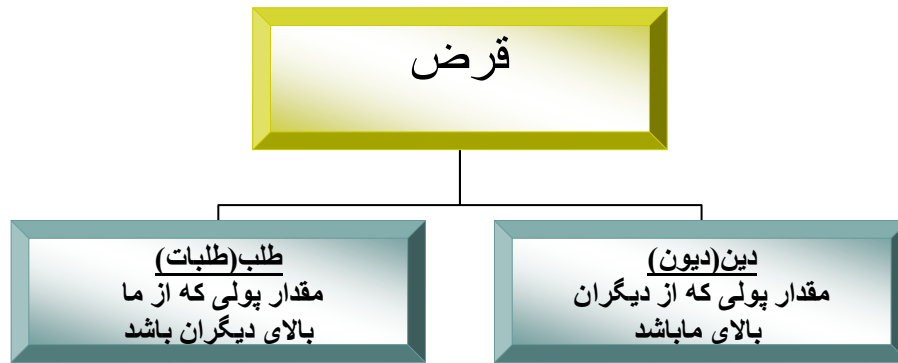 قرض
دین(دیون)
مقدار پولی که از دیگران
بالای ماباشد
طلب(طلبات)
مقدار پولی که از ما
بالای دیگران باشد